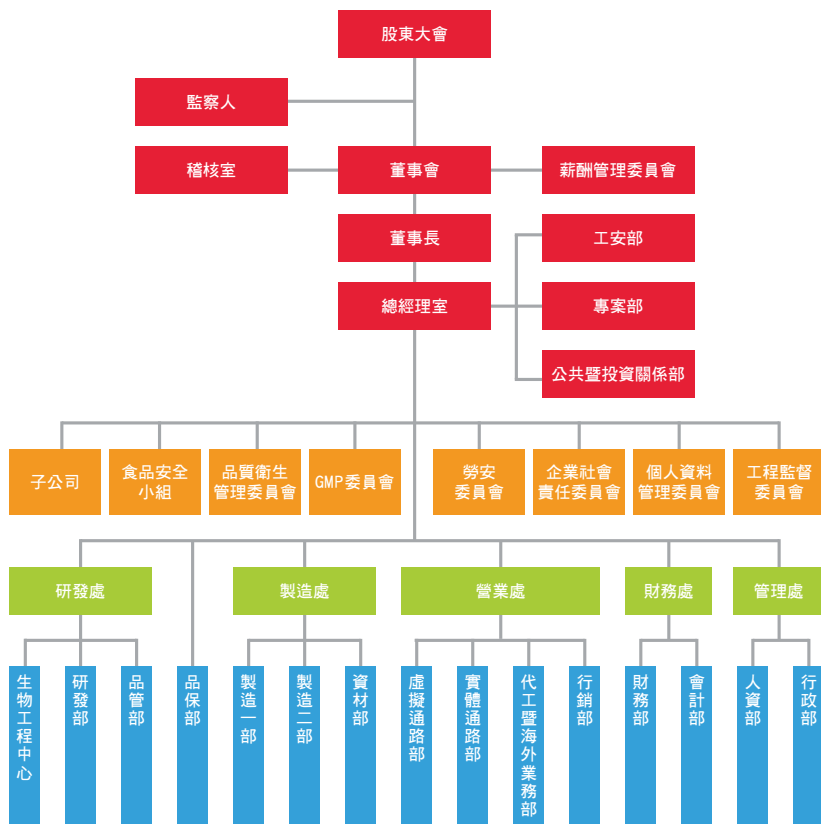 股東大會
監察人
稽核室
董事會
薪酬管理委員會
董事長
工安部
總經理室
專案部
公共暨投資關係部
子公司
食品安全
小組
品質衛生
管理委員會
GMP委員會
勞安
委員會
企業社會
責任委員會
個人資料
管理委員會
工程監督
委員會
研發處
製造處
營業處
財務處
管理處
生物工程中心
研發部
品管部
品保部
製造一部
製造二部
資材部
虛擬通路部
實體通路部
代工暨海外業務部
行銷部
財務部
會計部
人資部
行政部